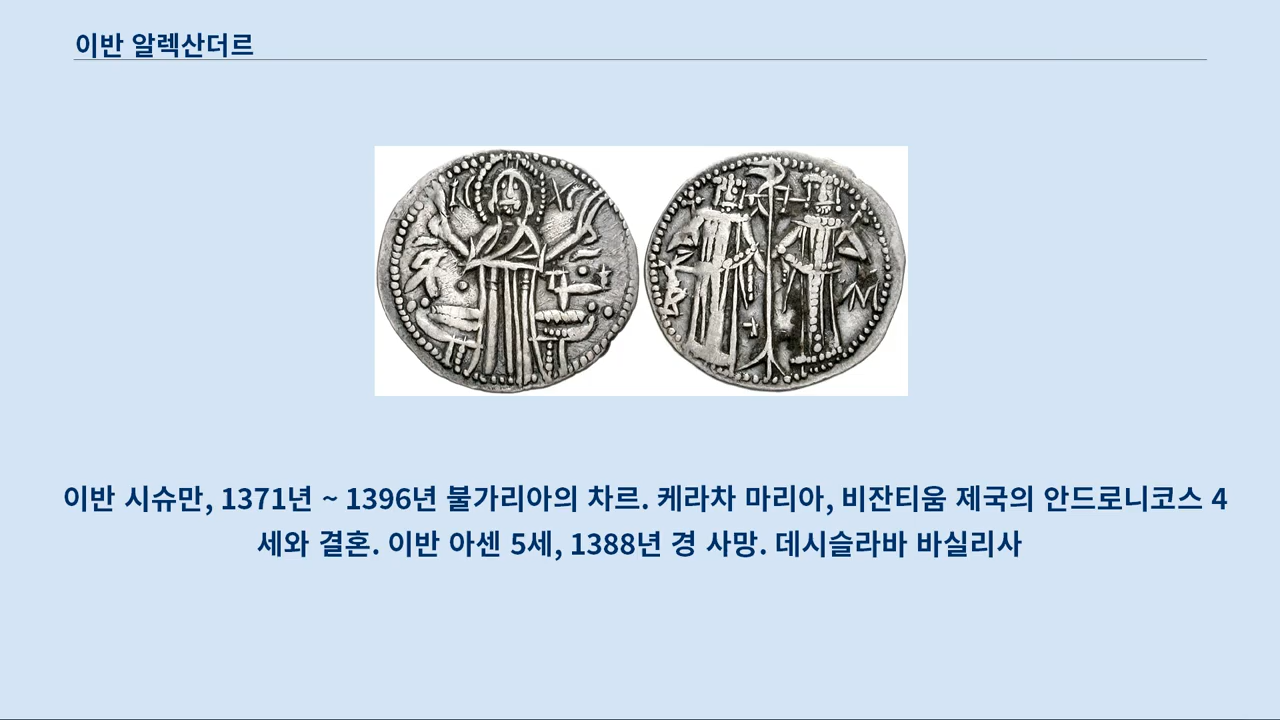 이반 알렉산더르
이반 시슈만, 1371년 ~ 1396년 불가리아의 차르. 케라차 마리아, 비잔티움 제국의 안드로니코스 4
세와 결혼. 이반 아센 5세, 1388년 경 사망. 데시슬라바 바실리사